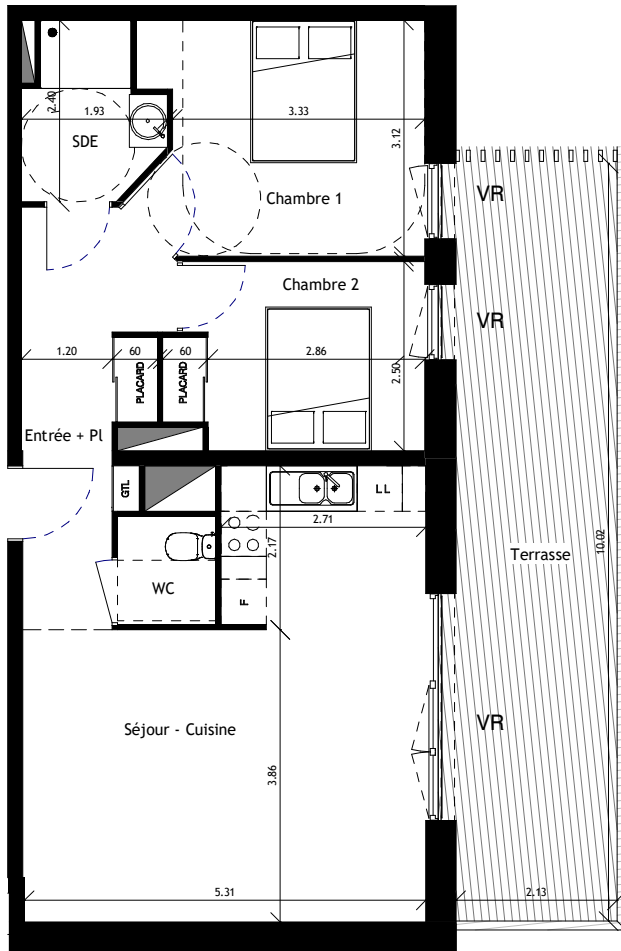 2.40
1.93
3.33
SDE
3.12
VR
Chambre 1
Chambre 2
VR
1.20
60
60
2.86
PLACARD
PLACARD
2.50
Entrée + Pl
GTL
LL
2.71
2.17
Terrasse
10.02
WC
F
VR
Séjour - Cuisine
3.86
5.31
2.13